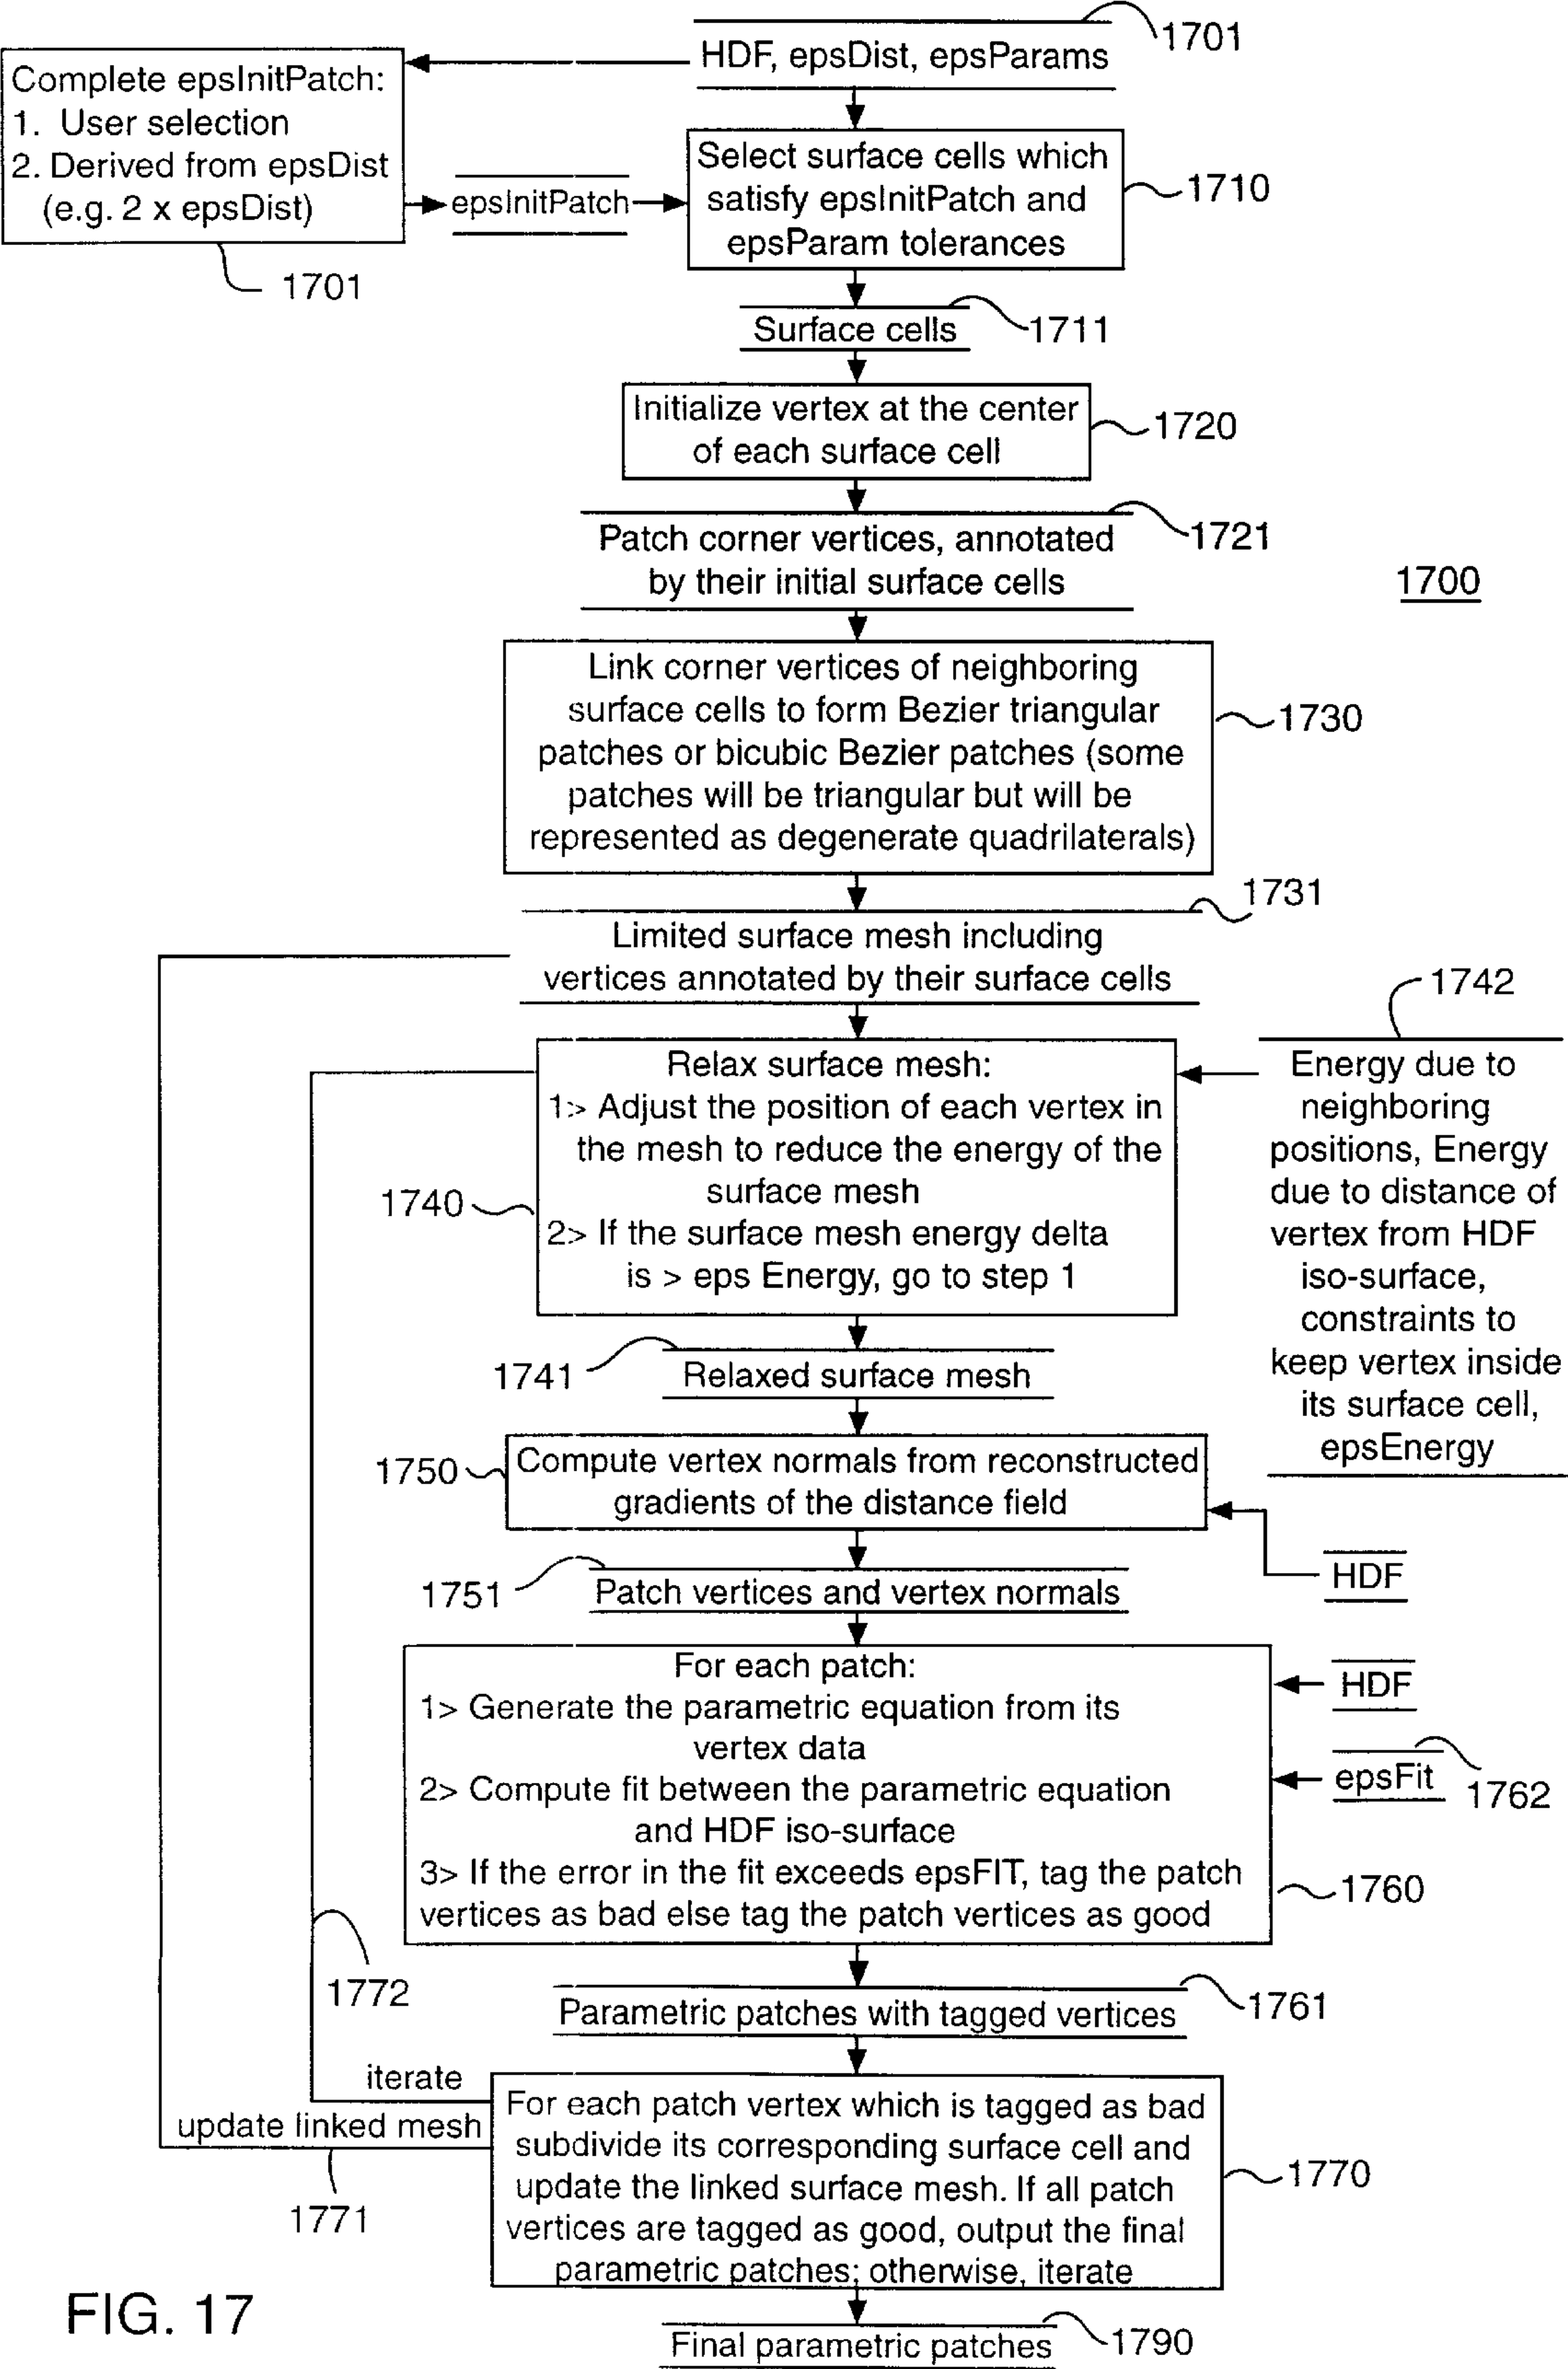 1701
HDF, epsDist, epsParams
Complete epsInitPatch:
1. User selection
2. Derived from epsDist
(e.g. 2 x epsDist)
1701
epsInitPatch
Select surface cells which
satisfy epsInitPatch and
epsParam tolerances
1710
Surface cells
1711
Initialize vertex at the center
of each surface cell
1720
Patch corner vertices, annotated
by their initial surface cells
1721
1700
Link corner vertices of neighboring
surface cells to form Bezier triangular
patches or bicubic Bezier patches (some
patches will be triangular but will be
represented as degenerate quadrilaterals)
1730
1731
Limited surface mesh including
vertices annotated by their surface cells
1742
Energy due to
neighboring
positions, Energy
due to distance of
vertex from HDF
iso-surface,
constraints to
keep vertex inside
its surface cell,
epsEnergy
Relax surface mesh:
1> Adjust the position of each vertex in
the mesh to reduce the energy of the
surface mesh
2> If the surface mesh energy delta
is > eps Energy, go to step 1
1740
1741
Relaxed surface mesh
1750
Compute vertex normals from reconstructed
gradients of the distance field
HDF
1751
Patch vertices and vertex normals
For each patch:
1> Generate the parametric equation from its
vertex data
2> Compute fit between the parametric equation
and HDF iso-surface
3> If the error in the fit exceeds epsFIT, tag the patch
vertices as bad else tag the patch vertices as good
HDF
epsFit
1762
1760
1772
Parametric patches with tagged vertices
1761
iterate
update linked mesh
1771
For each patch vertex which is tagged as bad
subdivide its corresponding surface cell and
update the linked surface mesh. If all patch
vertices are tagged as good, output the final
parametric patches; otherwise, iterate
1770
FIG. 17
Final parametric patches
1790